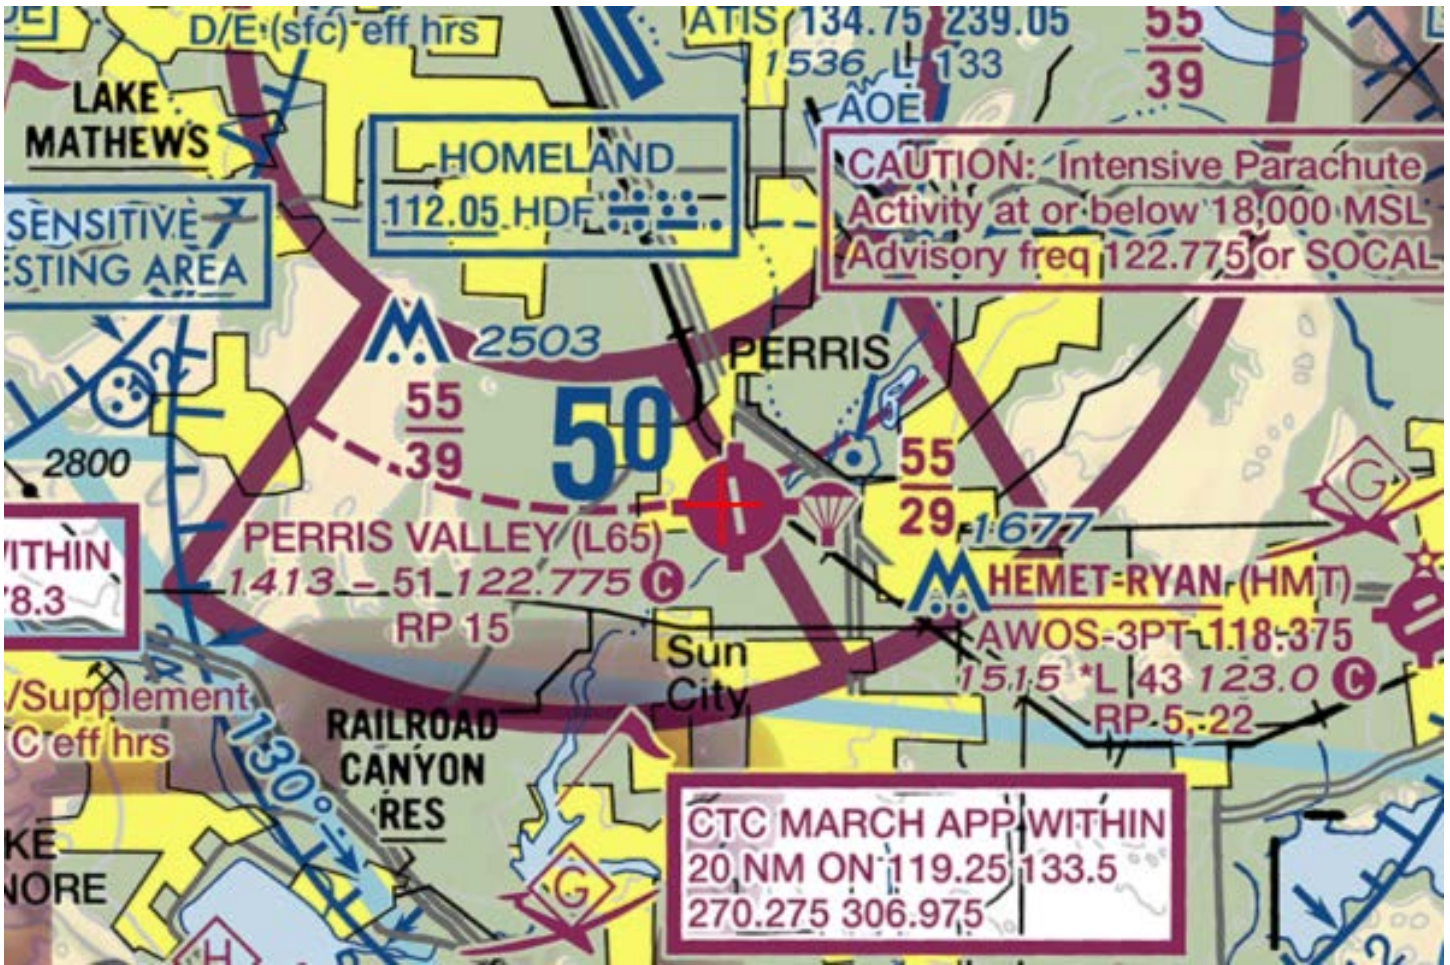 D/E (sfc) eff hrs
ATIS 134.75 239.05
1536 L 133
AOE
55
39
LAKE
MATHEWS
HOMELAND
112.05 HDF
CAUTION: Intensive Parachute
Activity at or below 18,000 MSL
Advisory freq 122.775 or SOCAL
SENSITIVE
ESTING AREA
2503
PERRIS
55
39
50
2800
55
29
G
1677
ITHIN
8.3
PERRIS VALLEY (L65)
1413 - 51 122.775 C
RP 15
HEMET-RYAN (HMT)
AWOS-3PT 118.375
1515 *L 43 123.0 C
RP 5, 22
Sun
City
/Supplement
C eff hrs
130°
RAILROAD
CANYON
RES
CTC MARCH APP WITHIN
20 NM ON 119.25 133.5
270.275 306.975
KE
NORE
G
H